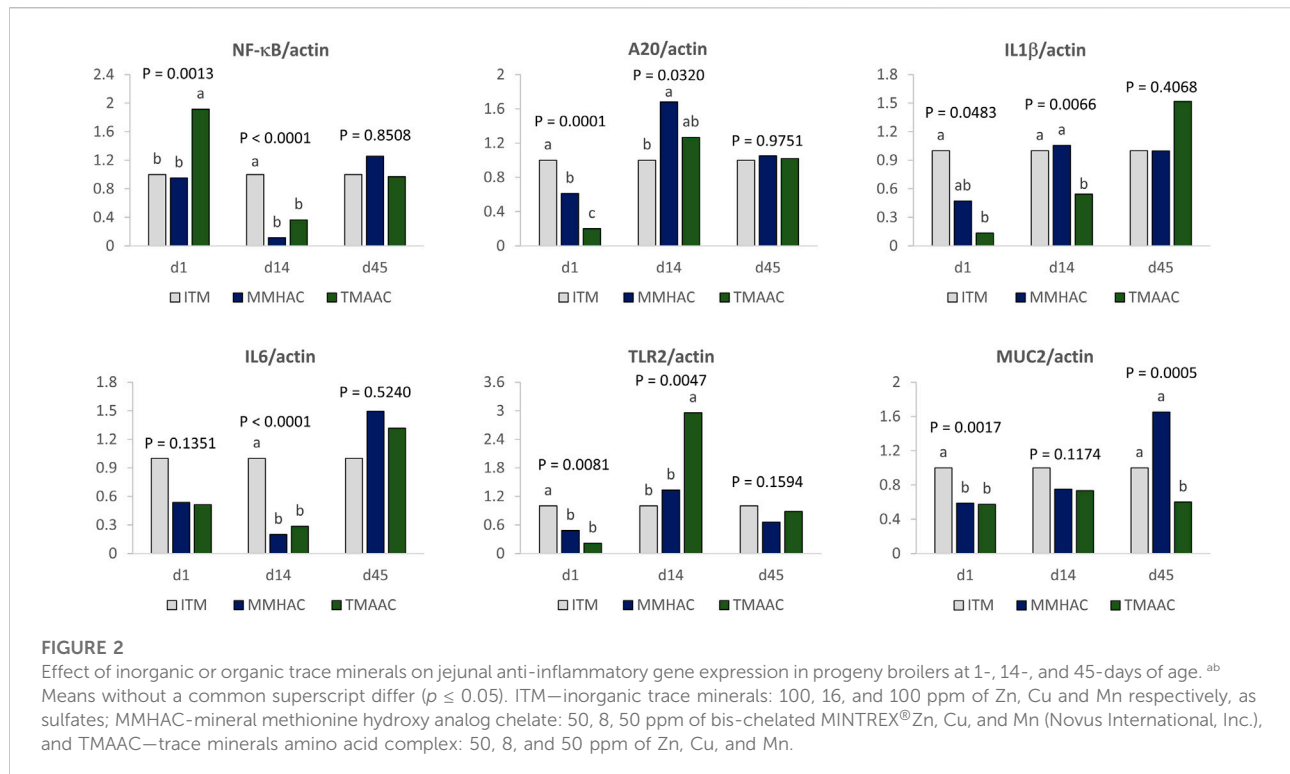 NF-κB/actin
2.4
2
1.6
1.2
0.8
0.4
0
P = 0.0013
a
b b
P < 0.0001
a
b b
P = 0.8508
d1 d14 d45
ITM MMHAC TMAAC
A20/actin
2
1.6
1.2
0.8
0.4
0
P = 0.0001
a
b
c
P = 0.0320
a
b ab
P = 0.9751
d1 d14 d45
ITM MMHAC TMAAC
IL1β/actin
1.8
1.5
1.2
0.9
0.6
0.3
0
P = 0.0483
a
ab
b
P = 0.0066
a a
b
P = 0.4068
d1 d14 d45
ITM MMHAC TMAAC
IL6/actin
1.8
1.5
1.2
0.9
0.6
0.3
0
P = 0.1351
P < 0.0001
a
b b
P = 0.5240
d1 d14 d45
ITM MMHAC TMAAC
TLR2/actin
3.6
3
2.4
1.8
1.2
0.6
0
P = 0.0081
a
b
b
P = 0.0047
a
b b
P = 0.1594
d1 d14 d45
ITM MMHAC TMAAC
MUC2/actin
2
1.6
1.2
0.8
0.4
0
P = 0.0017
a
b b
P = 0.1174
P = 0.0005
a
a
b
d1 d14 d45
ITM MMHAC TMAAC
FIGURE 2
Effect of inorganic or organic trace minerals on jejunal anti-inflammatory gene expression in progeny broilers at 1-, 14-, and 45-days of age. ab
Means without a common superscript differ (p ≤ 0.05). ITM—inorganic trace minerals: 100, 16, and 100 ppm of Zn, Cu and Mn respectively, as
sulfates; MMHAC-mineral methionine hydroxy analog chelate: 50, 8, 50 ppm of bis-chelated MINTREX®Zn, Cu, and Mn (Novus International, Inc.),
and TMAAC—trace minerals amino acid complex: 50, 8, and 50 ppm of Zn, Cu, and Mn.